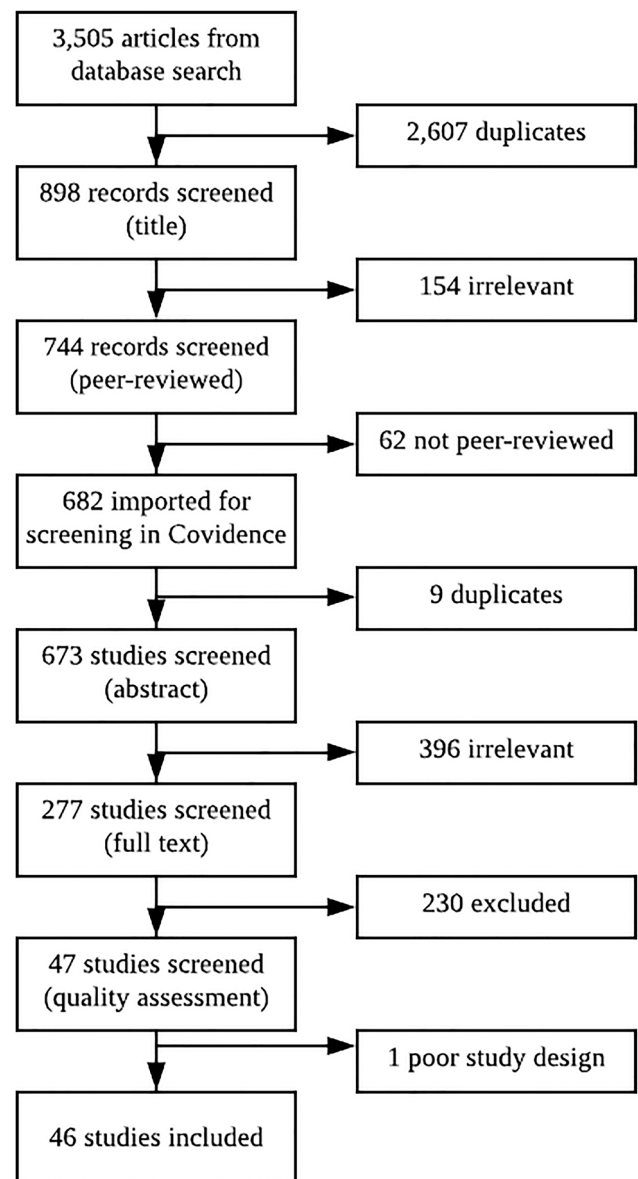 3,505 articles from
database search
2,607 duplicates
898 records screened
(title)
154 irrelevant
744 records screened
(peer-reviewed)
62 not peer-reviewed
682 imported for
screening in Covidence
9 duplicates
673 studies screened
(abstract)
396 irrelevant
277 studies screened
(full text)
230 excluded
47 studies screened
(quality assessment)
1 poor study design
46 studies included